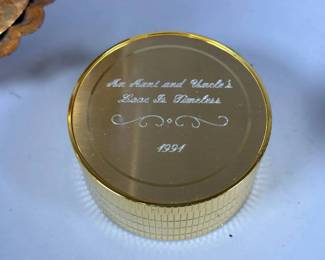 An Aunt and Uncle's
Love Is Timeless
1991